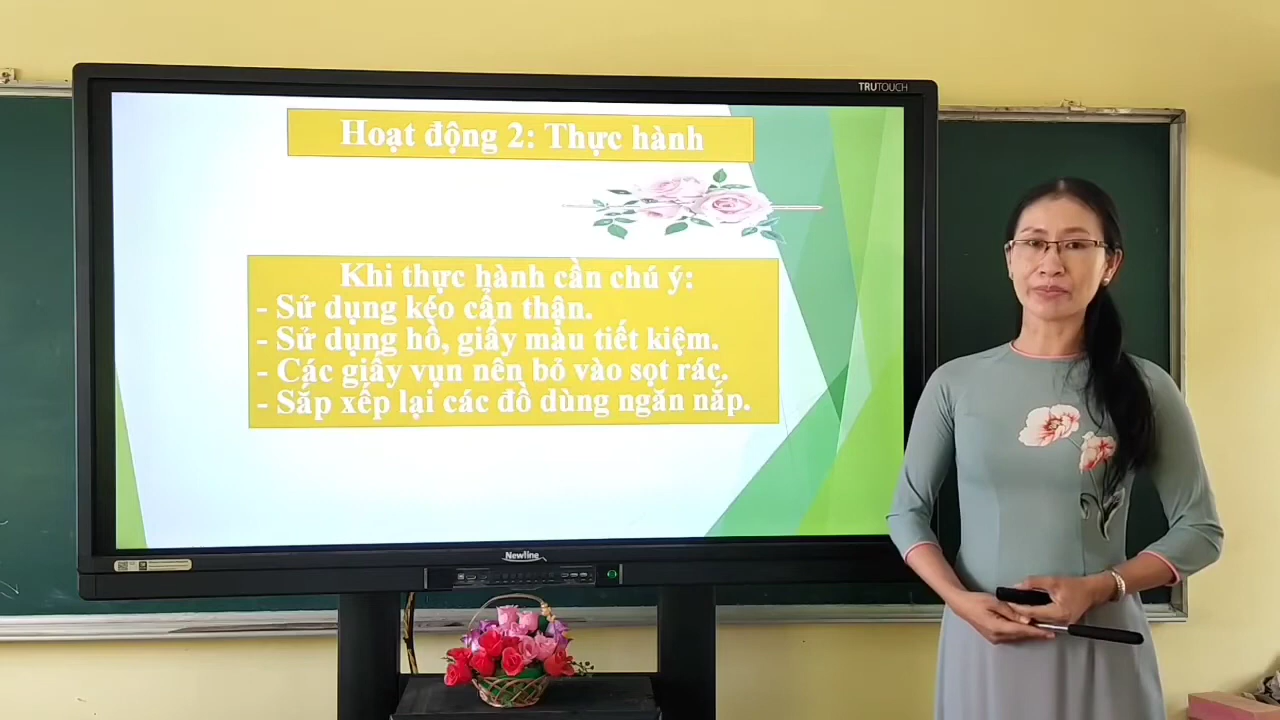 TRUTOUCH
Hoạt động 2: Thực hành
Khi thực hành cần chú ý:
- Sử dụng kéo cẩn thận.
- Sử dụng hồ, giấy màu tiết kiệm.
- Các giấy vụn nên bỏ vào sọt rác.
- Sắp xếp lại các đồ dùng ngăn nắp.
Newline